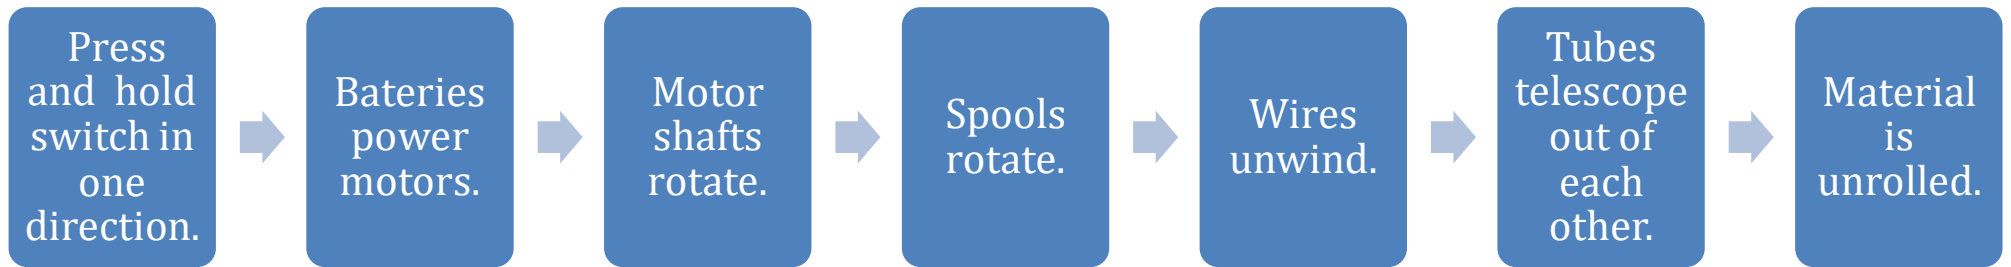 Press
and  hold
switch in
one
direction.
Bateries
power
motors.
Motor
shafts
rotate.
Spools
rotate.
Wires
unwind.
Tubes
telescope
out of
each
other.
Material
is
unrolled.